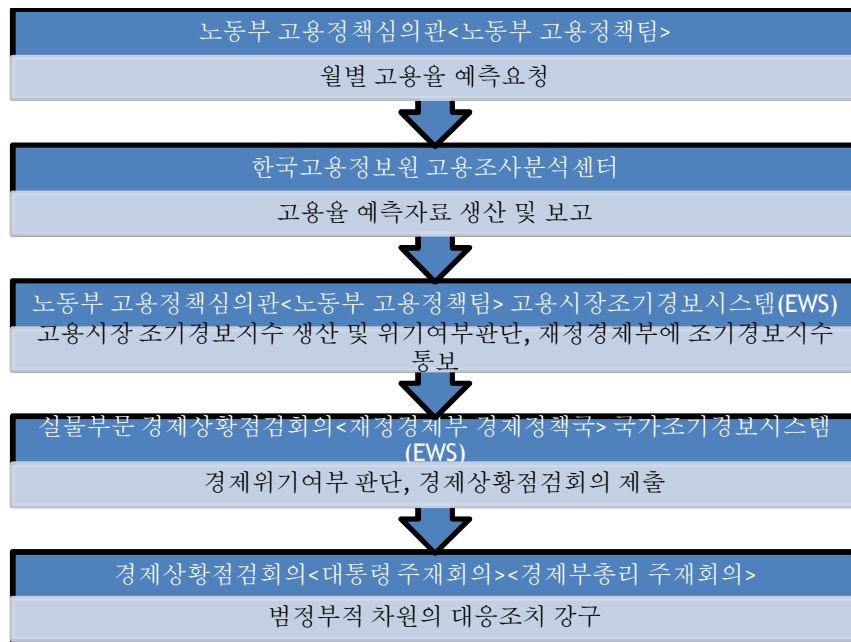 노동부 고용정책심의관<노동부 고용정책팀>
월별 고용율 예측요청
한국고용정보원 고용조사분석센터
고용율 예측자료 생산 및 보고
노동부 고용정책심의관<노동부 고용정책팀> 고용시장조기경보시스템(EWS)
고용시장 조기경보지수 생산 및 위기여부판단, 재정경제부에 조기경보지수
통보
실물부문 경제상황점검회의<재정경제부 경제정책국> 국가조기경보시스템
(EWS)
경제위기여부 판단, 경제상황점검회의 제출
경제상황점검회의<대통령 주재회의><경제부총리 주재회의>
범정부적 차원의 대응조치 강구